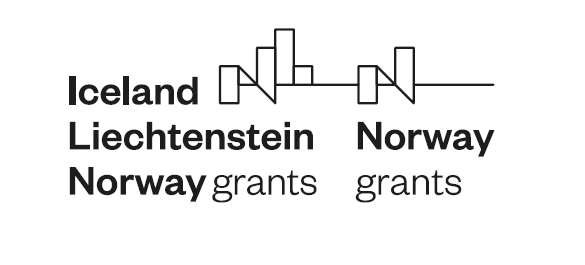 Iceland
Liechtenstein
Norway grants
Norway
grants